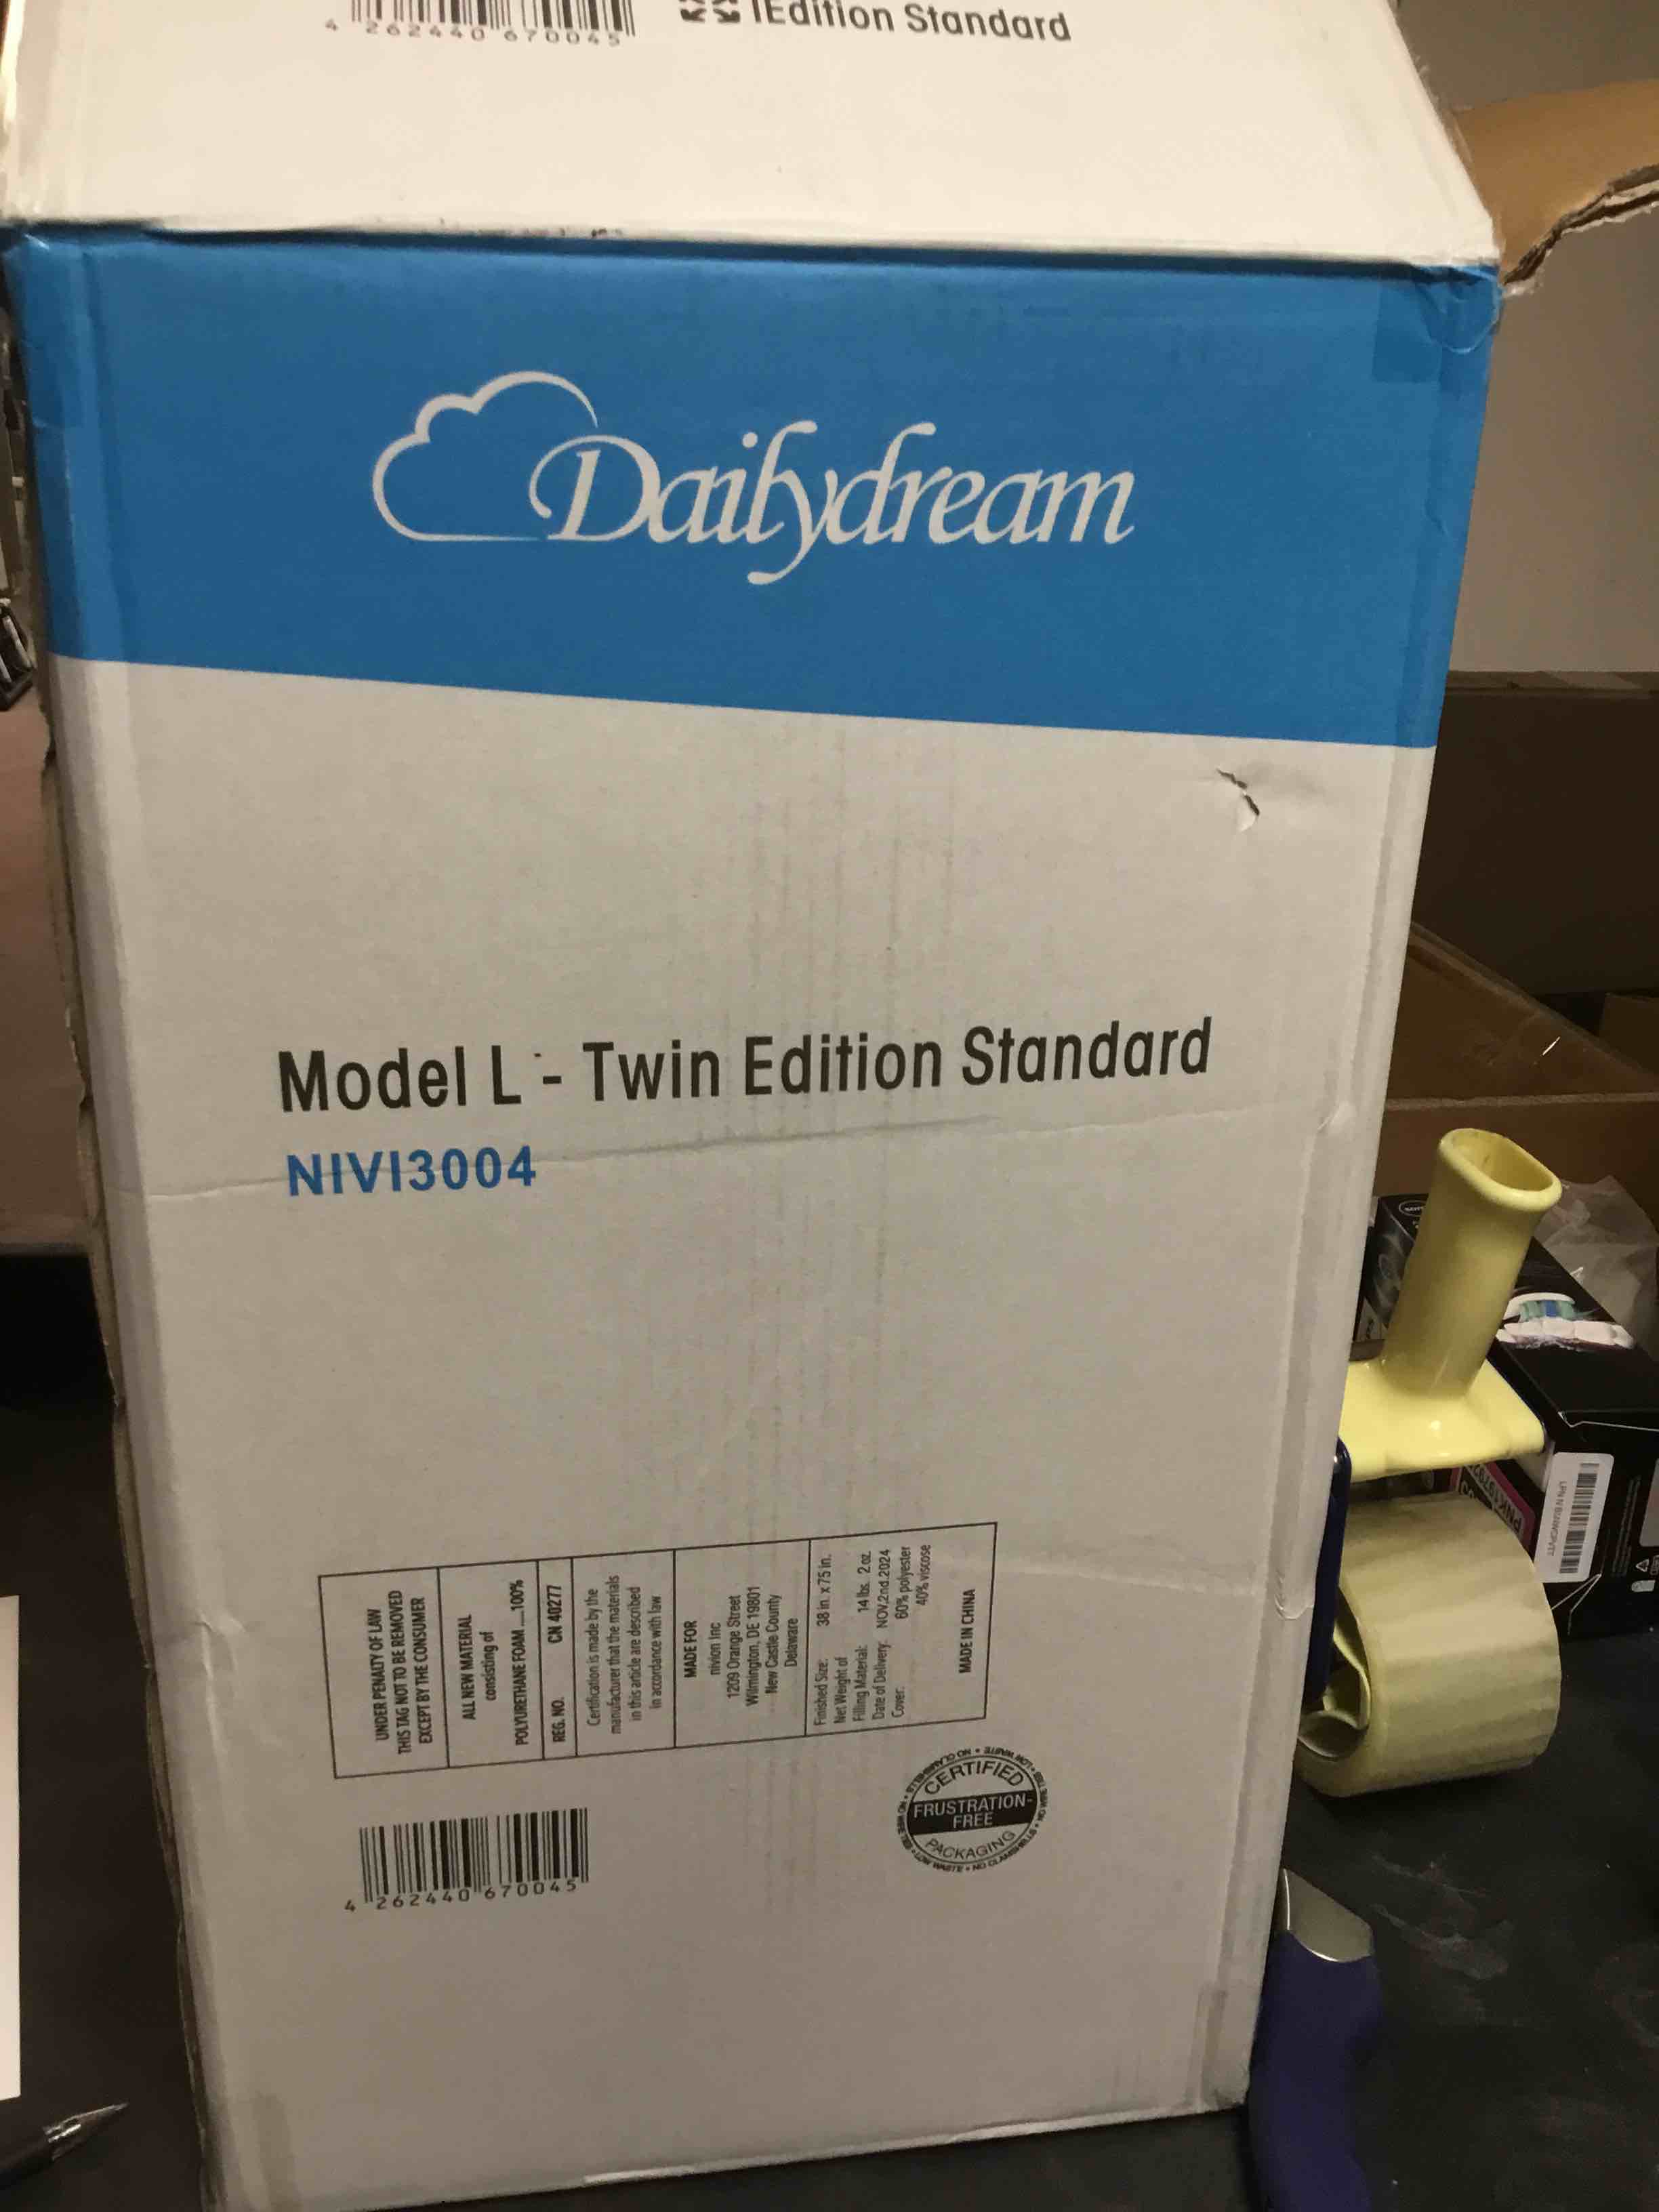 4 262440 670045
Edition Standard
Dailydream
Model L - Twin Edition Standard
NIVI3004
UNDER PENALTY OF LAW
THIS TAG NOT TO BE REMOVED
EXCEPT BY THE CONSUMER
ALL NEW MATERIAL
consisting of
POLYURETHANE FOAM ....100%
REG. NO. CN 40277
Certification is made by the
manufacturer that the materials
in this article are described
in accordance with law
MADE FOR
nivion Inc
1209 Orange Street
Wilmington, DE 19801
New Castle County
Delaware
Finished Size: 38 in. x 75 in.
Net Weight of
Filling Material: 14 lbs. 2 oz.
Date of Delivery: NOV,2nd.2024
Cover: 60% polyester
40% viscose
MADE IN CHINA
4 262440 670045
CERTIFIED
FRUSTRATION-
FREE
PACKAGING
LOW WASTE • NO CLAMSHELLS